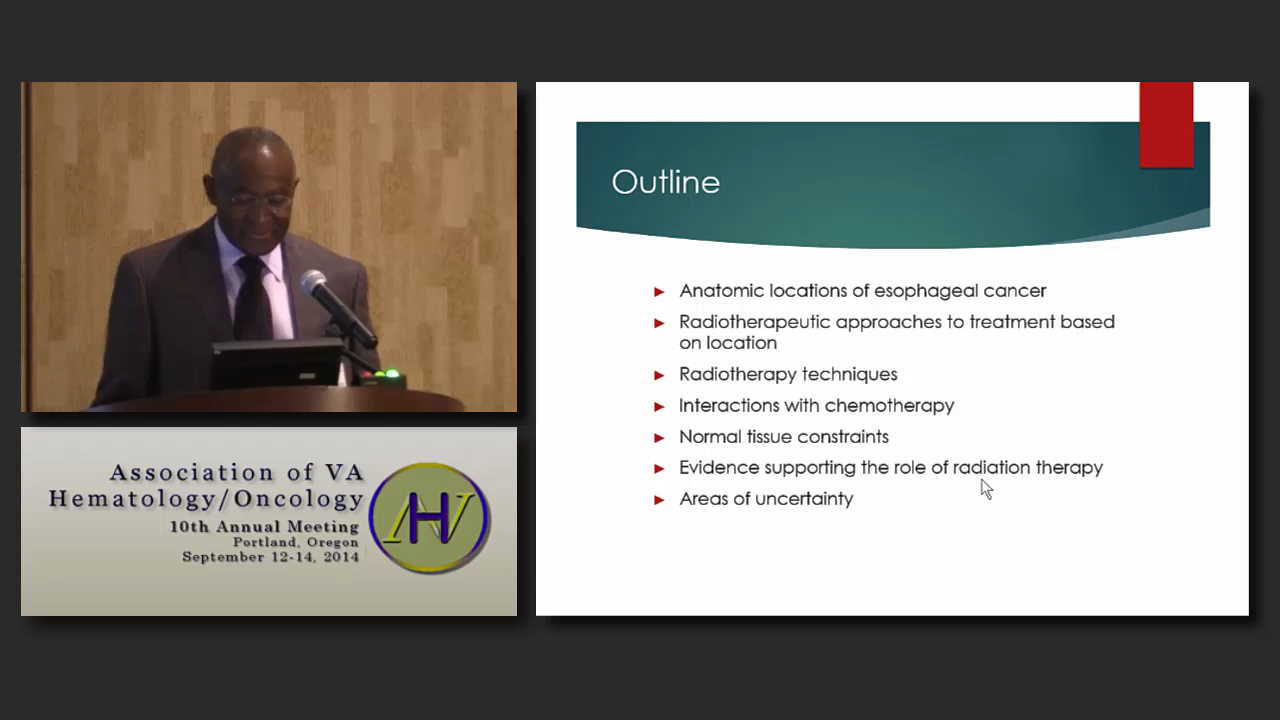 Outline
Anatomic locations of esophageal cancer
Radiotherapeutic approaches to treatment based
on location
Radiotherapy techniques
Interactions with chemotherapy
Normal tissue constraints
Evidence supporting the role of radiation therapy
Areas of uncertainty
Association of VA
Hematology/Oncology
10th Annual Meeting
Portland, Oregon
September 12-14, 2014